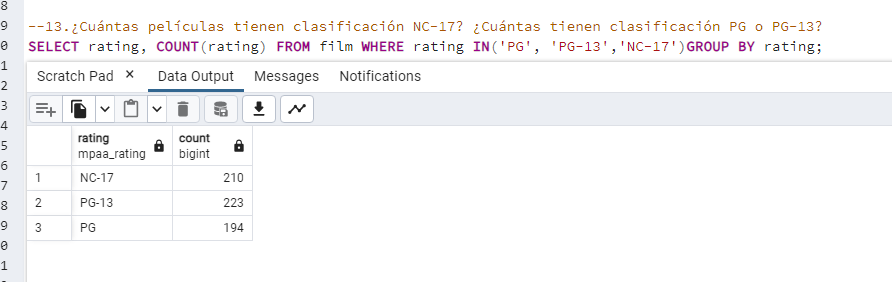 8
9 --13.¿Cuántas películas tienen clasificación NC-17? ¿Cuántas tienen clasificación PG o PG-13?
0 SELECT rating, COUNT(rating) FROM film WHERE rating IN('PG', 'PG-13','NC-17')GROUP BY rating;
1
Scratch Pad × Data Output Messages Notifications
2
3
4
rating count
5
mpaa_rating bigint
6
7
1 NC-17 210
8
2 PG-13 223
9
3 PG 194
0
1